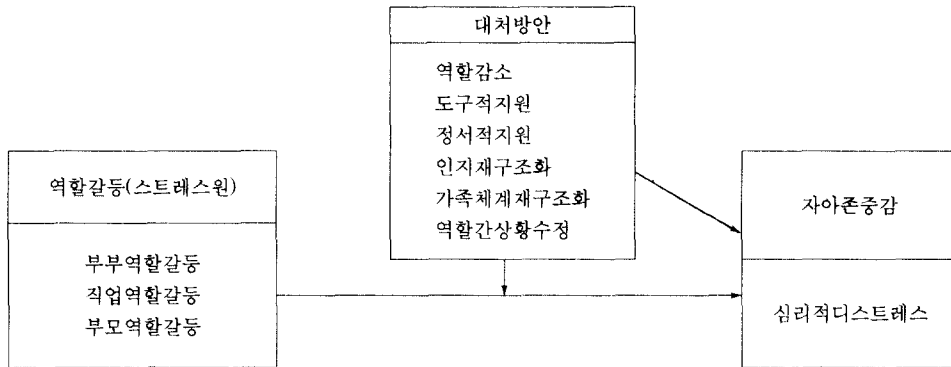 대처방안
역할감소
도구적지원
정서적지원
인지재구조화
가족체계재구조화
역할간상황수정
역할갈등(스트레스원)
부부역할갈등
직업역할갈등
부모역할갈등
자아존중감
심리적디스트레스